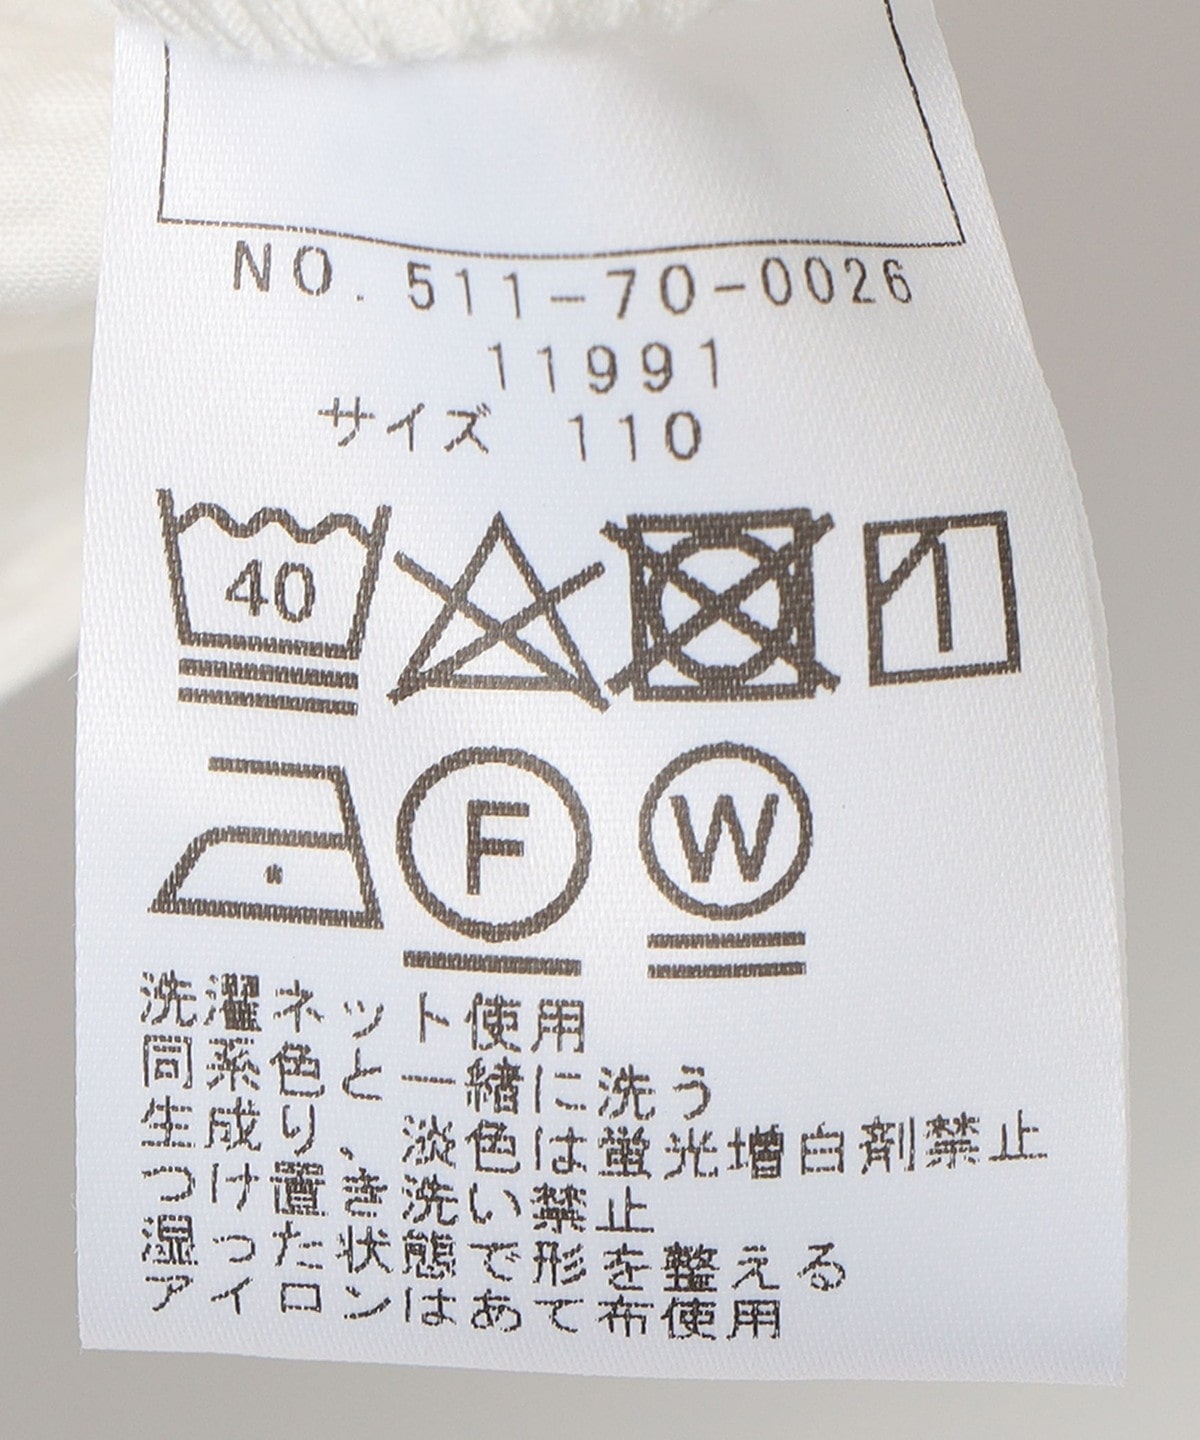 NO. 511-70-0026
11991
サイズ 110
40
F W
洗濯ネット使用
同系色と一緒に洗う
生成り、淡色は蛍光増白剤禁止
つけ置き洗い禁止
湿った状態で形を整える
アイロンはあて布使用